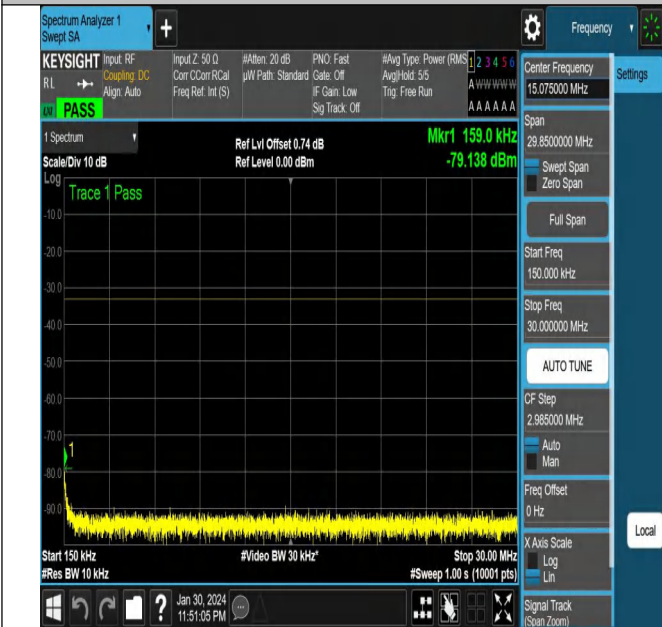 Spectrum Analyzer 1
Swept SA
+
Frequency
KEYSIGHT
RL
PASS
Input: RF
Coupling: DC
Align: Auto
Input Z: 50 Ω
Corr CCorr RCal
Freq Ref: Int (S)
#Atten: 20 dB
µW Path: Standard
PNO: Fast
Gate: Off
IF Gain: Low
Sig Track: Off
#Avg Type: Power (RMS
Avg|Hold: 5/5
Trig: Free Run
1 2 3 4 5 6
A W W W W W
A A A A A A
1 Spectrum
Scale/Div 10 dB
Ref Lvl Offset 0.74 dB
Ref Level 0.00 dBm
Mkr1 159.0 kHz
-79.138 dBm
Log
Trace 1 Pass
-10.0
-20.0
-30.0
-40.0
-50.0
-60.0
-70.0
-80.0
-90.0
1
Start 150 kHz
#Res BW 10 kHz
#Video BW 30 kHz*
Stop 30.00 MHz
#Sweep 1.00 s (10001 pts)
Jan 30, 2024
11:51:05 PM
?
Center Frequency
15.075000 MHz
Settings
Span
29.8500000 MHz
Swept Span
Zero Span
Full Span
Start Freq
150.000 kHz
Stop Freq
30.000000 MHz
AUTO TUNE
CF Step
2.985000 MHz
Auto
Man
Freq Offset
0 Hz
X Axis Scale
Log
Lin
Local
Signal Track
(Span Zoom)